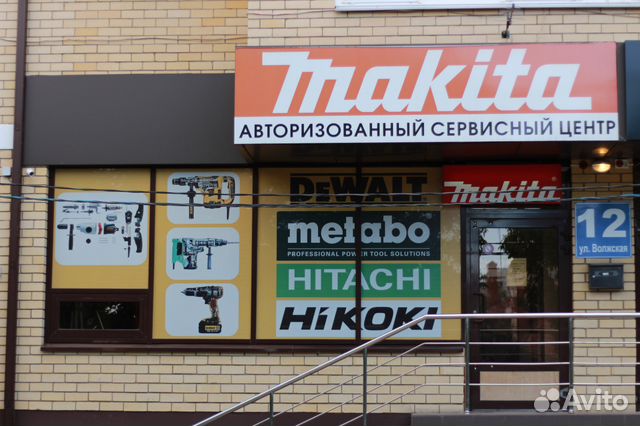 makita
АВТОРИЗОВАННЫЙ СЕРВИСНЫЙ ЦЕНТР
DEWALT
makita
metabo
PROFESSIONAL POWER TOOL SOLUTIONS
HITACHI
HiKOKI
12
ул. Волжская
Avito